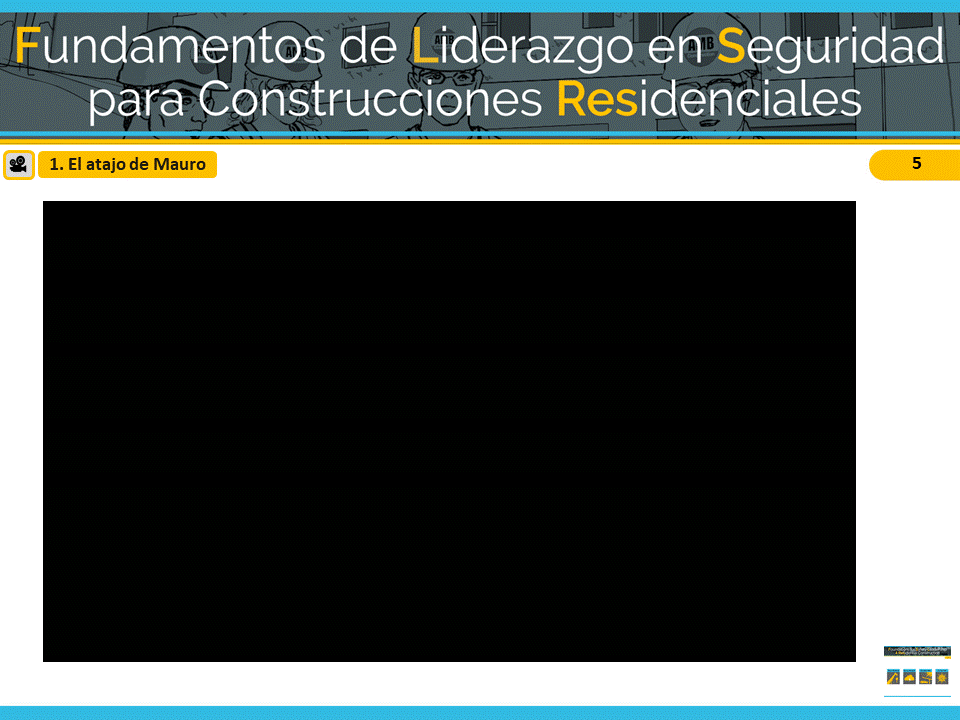 Fundamentos de Liderazgo en Seguridad
para Construcciones Residenciales
1. El atajo de Mauro
5